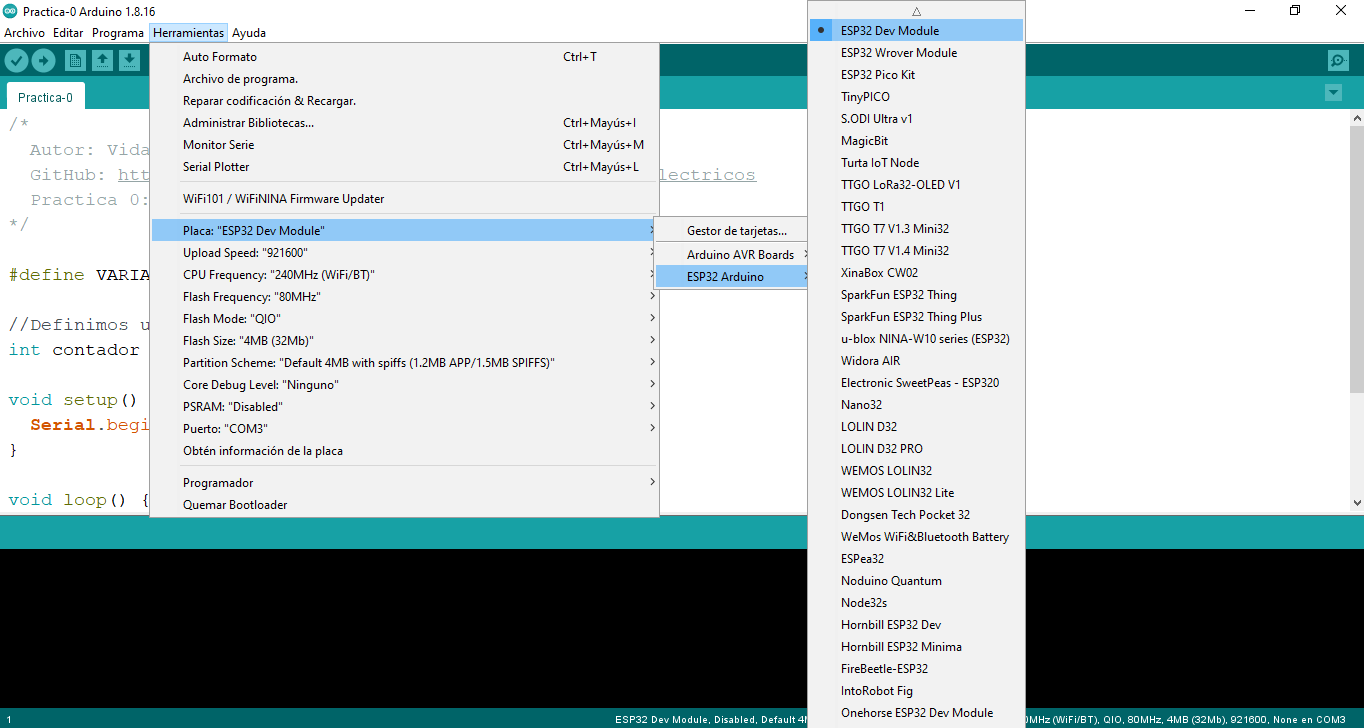 Practica-0 Arduino 1.8.16
Archivo Editar Programa Herramientas Ayuda
Practica-0
/*
Autor: Vida
GitHub: htt
lectricos
Practica 0:
*/
#define VARIA
//Definimos u
int contador
void setup()
Serial.begi
}
void loop() {
Auto Formato Ctrl+T
Archivo de programa.
Reparar codificación & Recargar.
Administrar Bibliotecas... Ctrl+Mayús+I
Monitor Serie Ctrl+Mayús+M
Serial Plotter Ctrl+Mayús+L
WiFi101 / WiFiNINA Firmware Updater
Placa: "ESP32 Dev Module"
Upload Speed: "921600"
CPU Frequency: "240MHz (WiFi/BT)"
Flash Frequency: "80MHz"
Flash Mode: "QIO"
Flash Size: "4MB (32Mb)"
Partition Scheme: "Default 4MB with spiffs (1.2MB APP/1.5MB SPIFFS)"
Core Debug Level: "Ninguno"
PSRAM: "Disabled"
Puerto: "COM3"
Obtén información de la placa
Programador
Quemar Bootloader
Gestor de tarjetas...
Arduino AVR Boards
ESP32 Arduino
ESP32 Dev Module
ESP32 Wrover Module
ESP32 Pico Kit
TinyPICO
S.ODI Ultra v1
MagicBit
Turta IoT Node
TTGO LoRa32-OLED V1
TTGO T1
TTGO T7 V1.3 Mini32
TTGO T7 V1.4 Mini32
XinaBox CW02
SparkFun ESP32 Thing
SparkFun ESP32 Thing Plus
u-blox NINA-W10 series (ESP32)
Widora AIR
Electronic SweetPeas - ESP320
Nano32
LOLIN D32
LOLIN D32 PRO
WEMOS LOLIN32
WEMOS LOLIN32 Lite
Dongsen Tech Pocket 32
WeMos WiFi&Bluetooth Battery
ESPea32
Noduino Quantum
Node32s
Hornbill ESP32 Dev
Hornbill ESP32 Minima
FireBeetle-ESP32
IntoRobot Fig
Onehorse ESP32 Dev Module
1
ESP32 Dev Module, Disabled, Default 4
0MHz (WiFi/BT), QIO, 80MHz, 4MB (32Mb), 921600, None en COM3